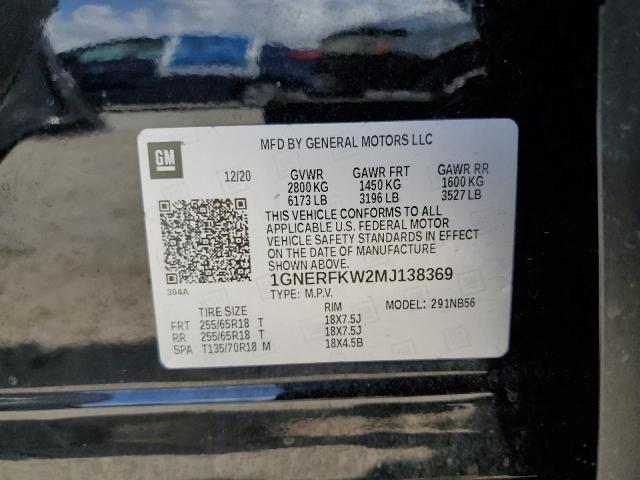 MFD BY GENERAL MOTORS LLC
GM
12/20 GVWR GAWR FRT GAWR RR
2800 KG 1450 KG 1600 KG
6173 LB 3196 LB 3527 LB
THIS VEHICLE CONFORMS TO ALL
APPLICABLE U.S. FEDERAL MOTOR
VEHICLE SAFETY STANDARDS IN EFFECT
ON THE DATE OF MANUFACTURE
SHOWN ABOVE.
1GNERFKW2MJ138369
384A
TYPE: M.P.V.
MODEL: 291NB56
TIRE SIZE RIM
FRT 255/65R18 T 18X7.5J
RR 255/65R18 T 18X7.5J
SPA T135/70R18 M 18X4.5B